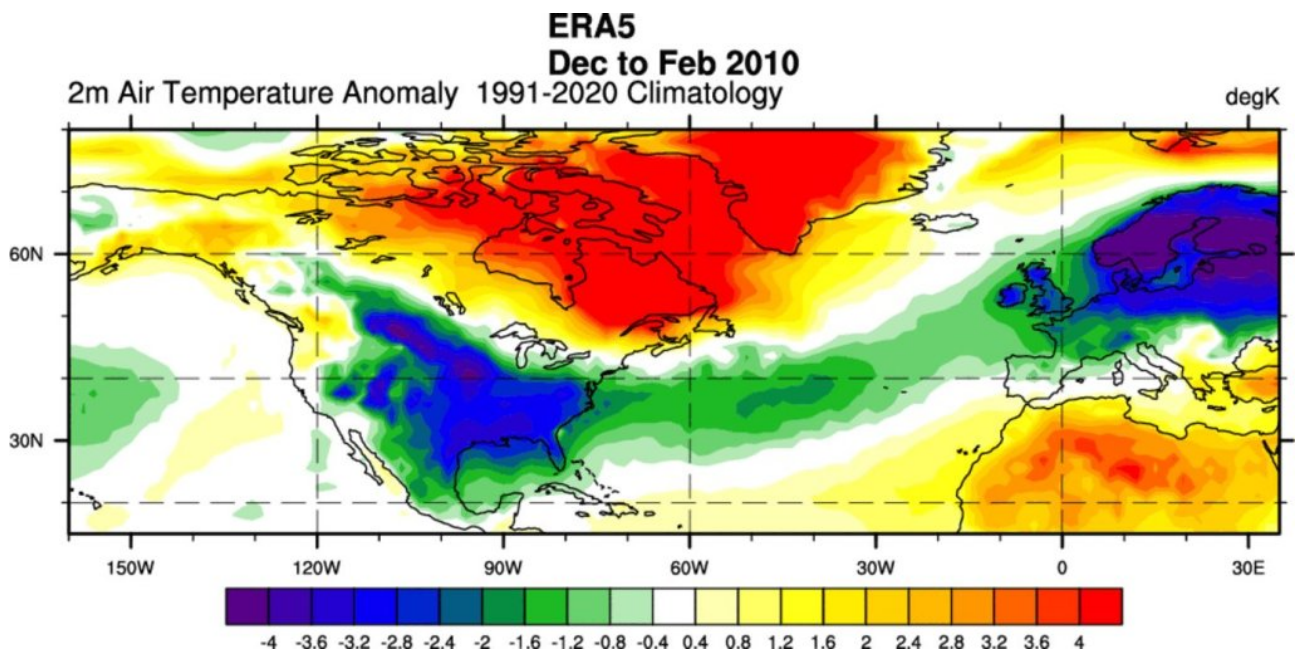 ERA5
Dec to Feb 2010
2m Air Temperature Anomaly 1991-2020 Climatology degK
60N
30N
150W 120W 90W 60W 30W 0 30E
-4 -3.6 -3.2 -2.8 -2.4 -2 -1.6 -1.2 -0.8 -0.4 0.4 0.8 1.2 1.6 2 2.4 2.8 3.2 3.6 4